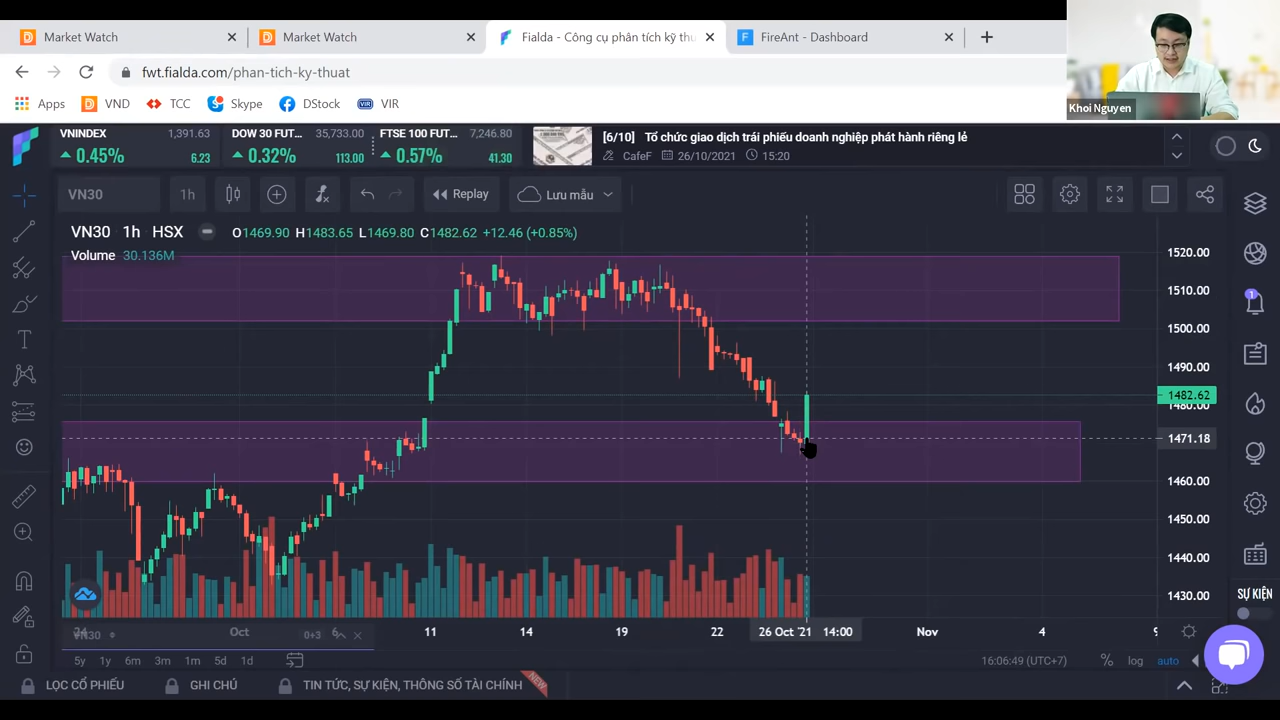 Market Watch
Market Watch
Fialda - Công cụ phân tích kỹ thu
FireAnt - Dashboard
fwt.fialda.com/phan-tich-ky-thuat
Khoi Nguyen
Apps
VND
TCC
Skype
DStock
VIR
VNINDEX 1,391.63
0.45% 6.23
DOW 30 FUT... 35,733.00
0.32% 113.00
FTSE 100 FUT... 7,246.80
0.57% 41.30
[6/10] Tổ chức giao dịch trái phiếu doanh nghiệp phát hành riêng lẻ
CafeF 26/10/2021 15:20
VN30
1h
Replay
Lưu mẫu
VN30 1h HSX O1469.90 H1483.65 L1469.80 C1482.62 +12.46 (+0.85%)
Volume 30.136M
1520.00
1510.00
1500.00
1490.00
1482.62
1480.00
1471.18
1460.00
1450.00
1440.00
1430.00
1
SỰ KIỆN
24 Oct 6 11 14 19 22 26 Oct '21 14:00 Nov 4 9
VN30 0+3
5y 1y 6m 3m 1m 5d 1d
16:06:49 (UTC+7) % log auto
LỌC CỔ PHIẾU
GHI CHÚ
TIN TỨC, SỰ KIỆN, THÔNG SỐ TÀI CHÍNH
NEW